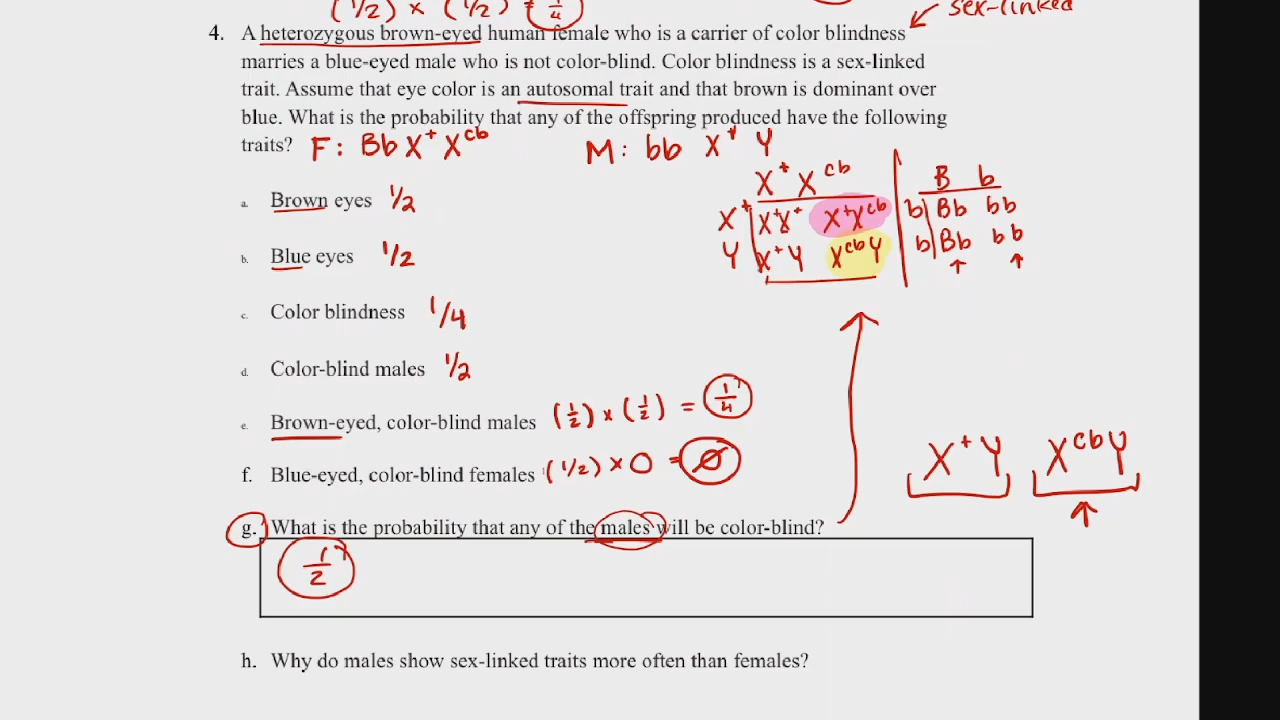 (1/2) × (1/2) = 1/4 sex-linked
4. A heterozygous brown-eyed human female who is a carrier of color blindness
marries a blue-eyed male who is not color-blind. Color blindness is a sex-linked
trait. Assume that eye color is an autosomal trait and that brown is dominant over
blue. What is the probability that any of the offspring produced have the following
traits? F: Bb X⁺ X^cb M: bb X⁺ Y
X⁺ X^cb B b
X⁺ X⁺X⁺ X⁺X^cb b Bb bb
Y X⁺Y X^cbY b Bb bb
a. Brown eyes 1/2
b. Blue eyes 1/2
c. Color blindness 1/4
d. Color-blind males 1/2
e. Brown-eyed, color-blind males (1/2) × (1/2) = 1/4
f. Blue-eyed, color-blind females (1/2) × 0 = 0
X⁺Y X^cbY
g. What is the probability that any of the males will be color-blind?
1/2
h. Why do males show sex-linked traits more often than females?